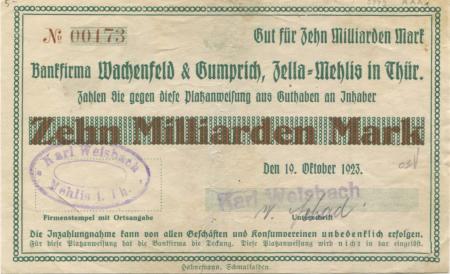 № 00173
Gut für Zehn Milliarden Mark
Bankfirma Wachenfeld & Gumprich, Zella-Mehlis in Thür.
Zahlen Sie gegen diese Platzanweisung aus Guthaben an Inhaber
Zehn Milliarden Mark
Karl Weisbach
Mehlis i. Th.
Den 19. Oktober 1923.
Karl Weisbach
Firmenstempel mit Ortsangabe
Unterschrift
Die Inzahlungnahme kann von allen Geschäften und Konsumvereinen unbedenklich erfolgen.
Für diese Platzanweisung hat die Bankfirma die Deckung. Diese Platzanweisung wird nicht in bar eingelöst.
Schmalkalden.